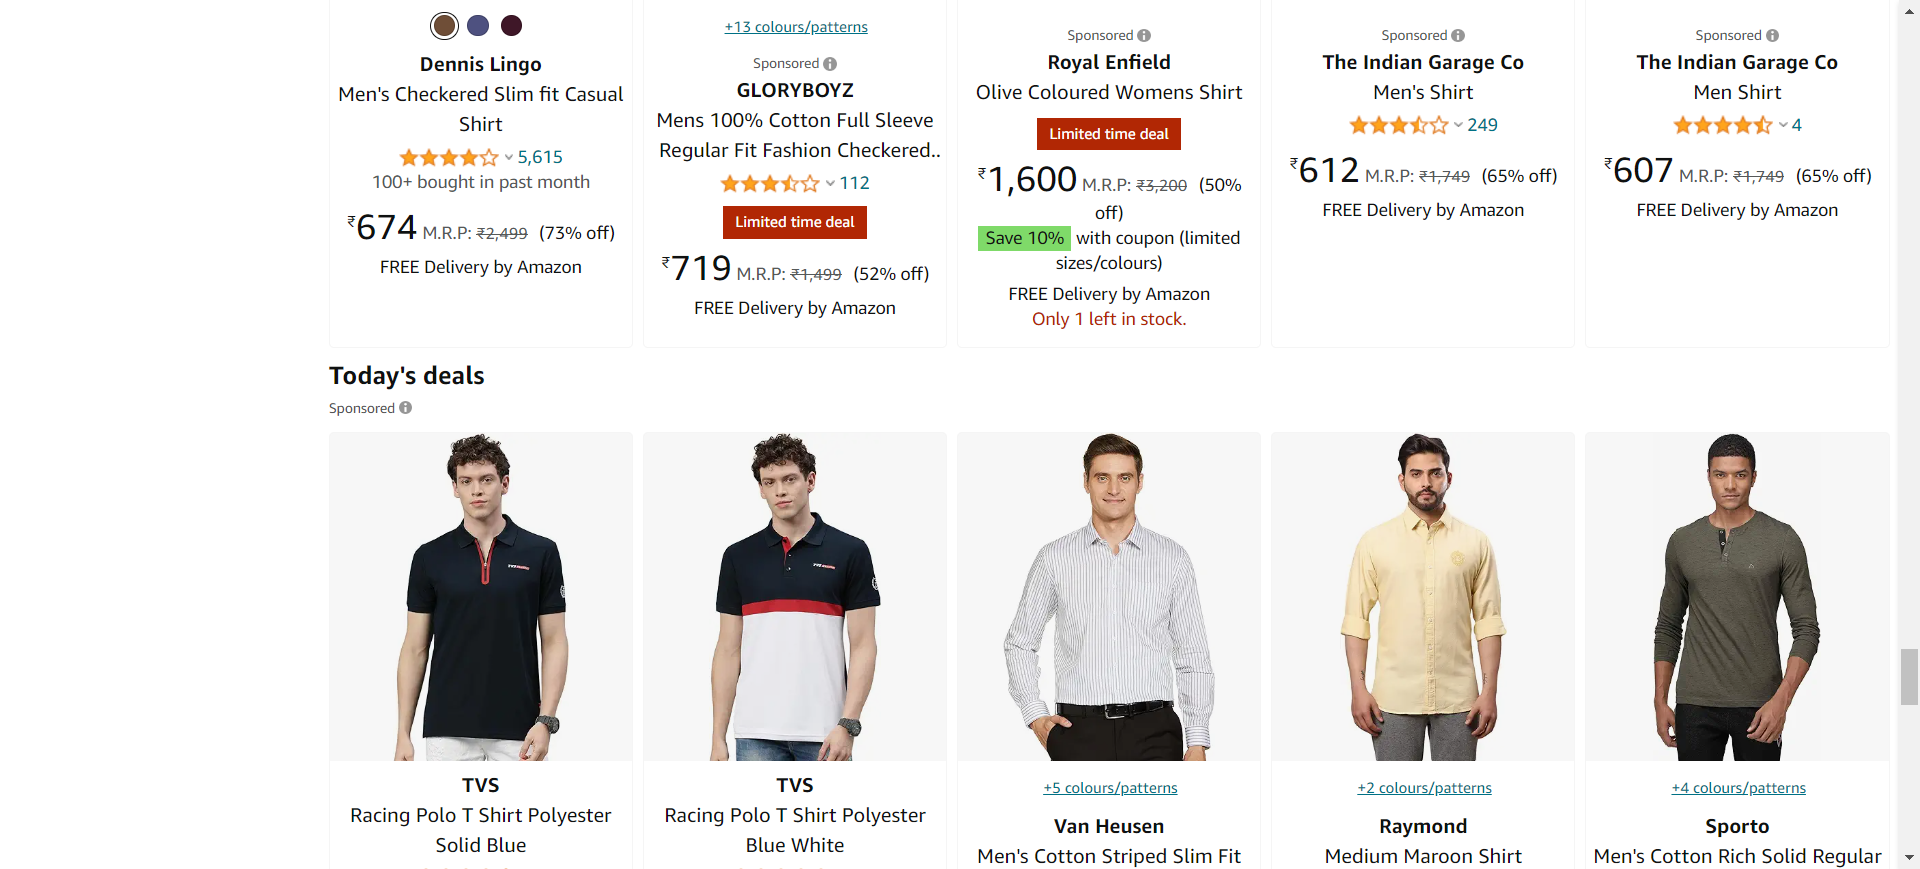 Dennis Lingo
Men's Checkered Slim fit Casual
Shirt
5,615
100+ bought in past month
₹674 M.R.P: ₹2,499 (73% off)
FREE Delivery by Amazon
+13 colours/patterns
Sponsored
GLORYBOYZ
Mens 100% Cotton Full Sleeve
Regular Fit Fashion Checkered..
112
Limited time deal
₹719 M.R.P: ₹1,499 (52% off)
FREE Delivery by Amazon
Sponsored
Royal Enfield
Olive Coloured Womens Shirt
Limited time deal
₹1,600 M.R.P: ₹3,200 (50%
off)
Save 10% with coupon (limited
sizes/colours)
FREE Delivery by Amazon
Only 1 left in stock.
Sponsored
The Indian Garage Co
Men's Shirt
249
₹612 M.R.P: ₹1,749 (65% off)
FREE Delivery by Amazon
Sponsored
The Indian Garage Co
Men Shirt
4
₹607 M.R.P: ₹1,749 (65% off)
FREE Delivery by Amazon
Today's deals
Sponsored
TVS
Racing Polo T Shirt Polyester
Solid Blue
TVS
Racing Polo T Shirt Polyester
Blue White
+5 colours/patterns
Van Heusen
Men's Cotton Striped Slim Fit
+2 colours/patterns
Raymond
Medium Maroon Shirt
+4 colours/patterns
Sporto
Men's Cotton Rich Solid Regular